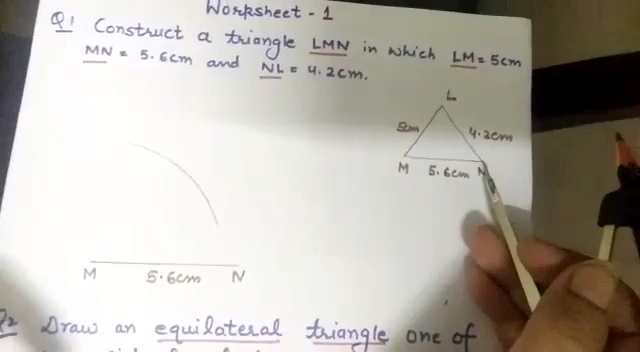 Worksheet - 1
Q1 Construct a triangle LMN in which LM = 5cm
MN = 5.6cm and NL = 4.2cm.
L
5cm
4.2cm
M 5.6cm N
M 5.6cm N
Q2 Draw an equilateral triangle one of